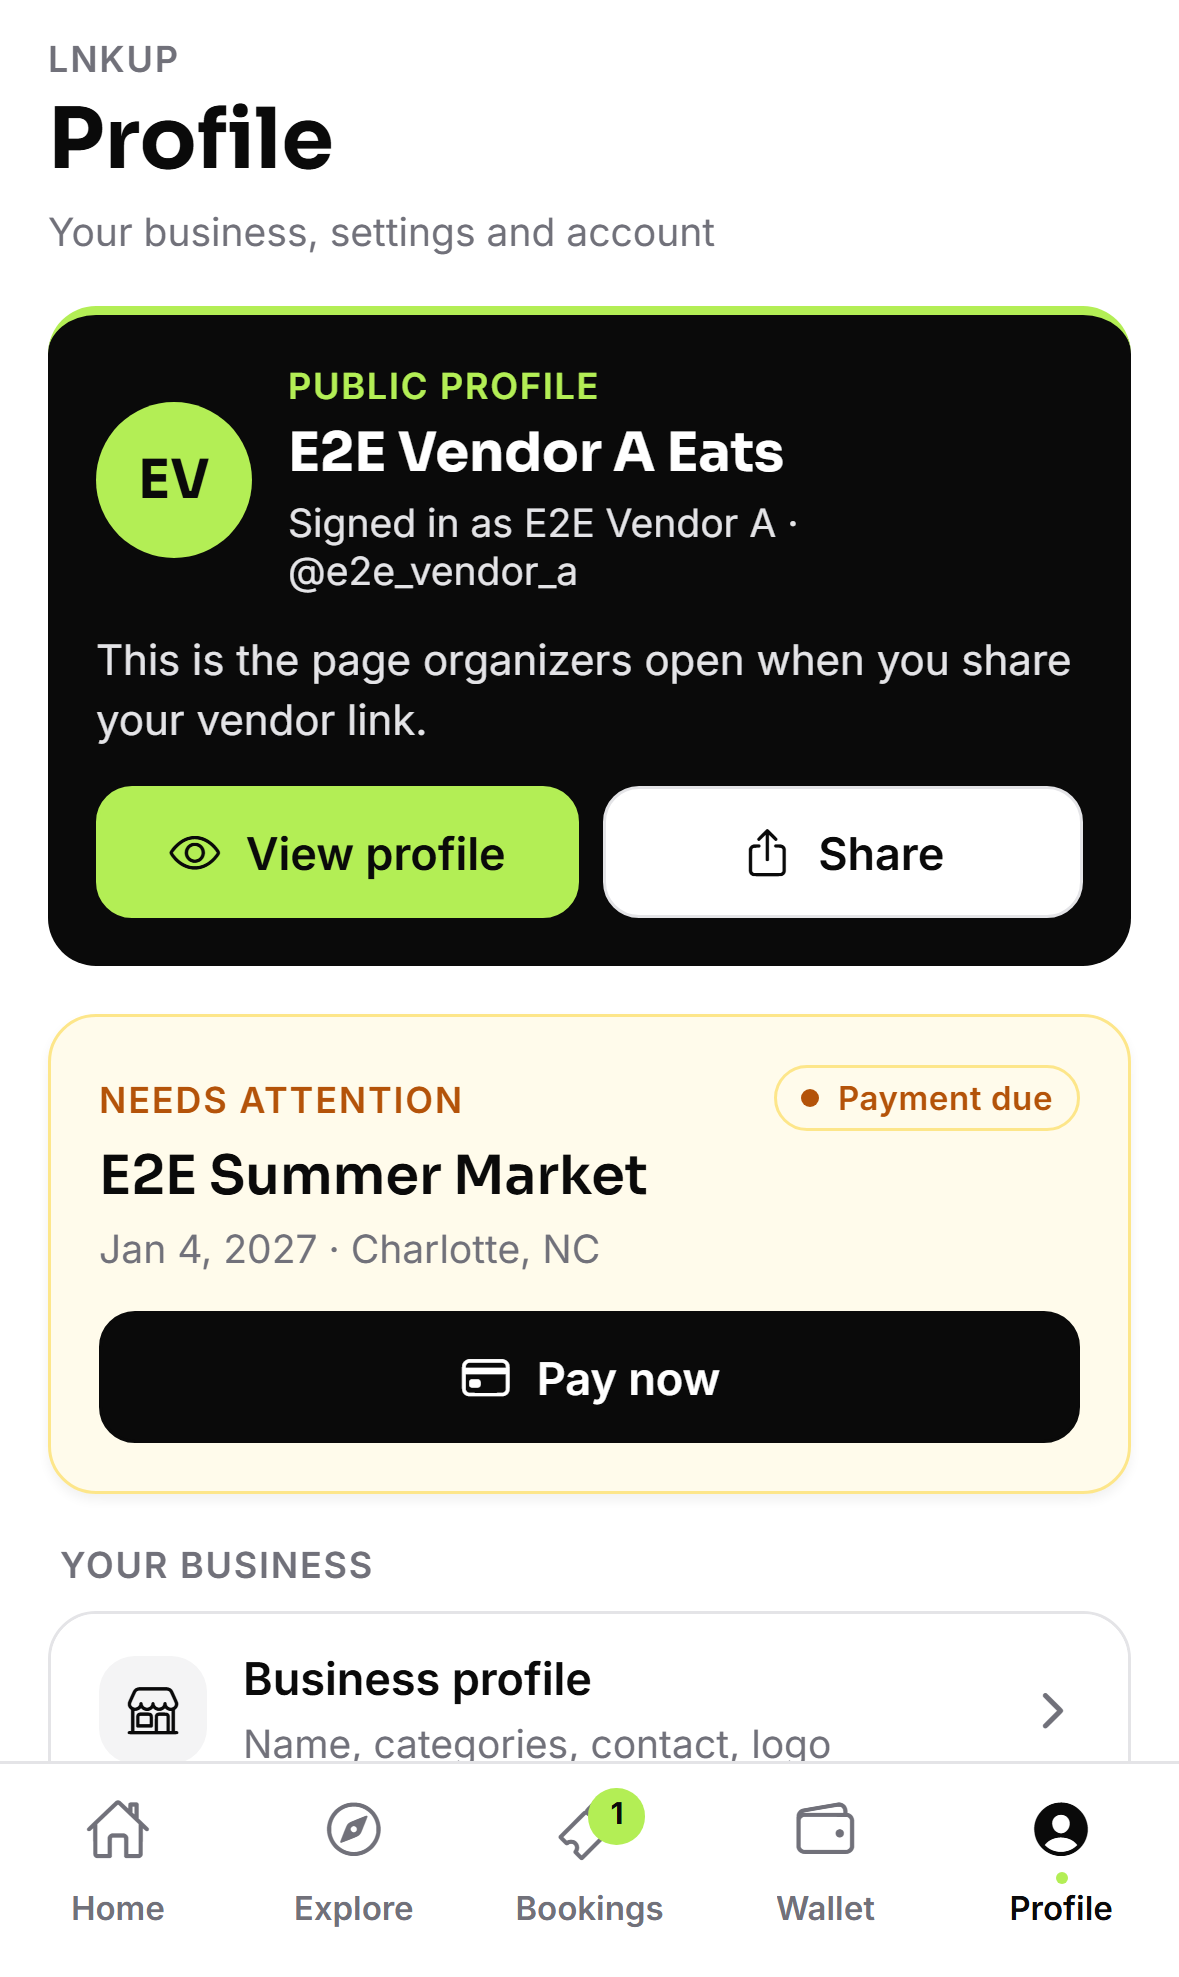 LNKUP
Profile
Your business, settings and account
PUBLIC PROFILE
EV
E2E Vendor A Eats
Signed in as E2E Vendor A ·
@e2e_vendor_a
This is the page organizers open when you share
your vendor link.
View profile
Share
NEEDS ATTENTION
Payment due
E2E Summer Market
Jan 4, 2027 · Charlotte, NC
Pay now
YOUR BUSINESS
Business profile
Name, categories, contact, logo
1
Home
Explore
Bookings
Wallet
Profile